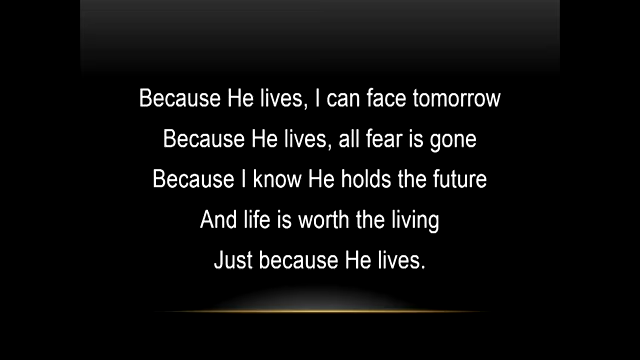 Because He lives, I can face tomorrow
Because He lives, all fear is gone
Because I know He holds the future
And life is worth the living
Just because He lives.